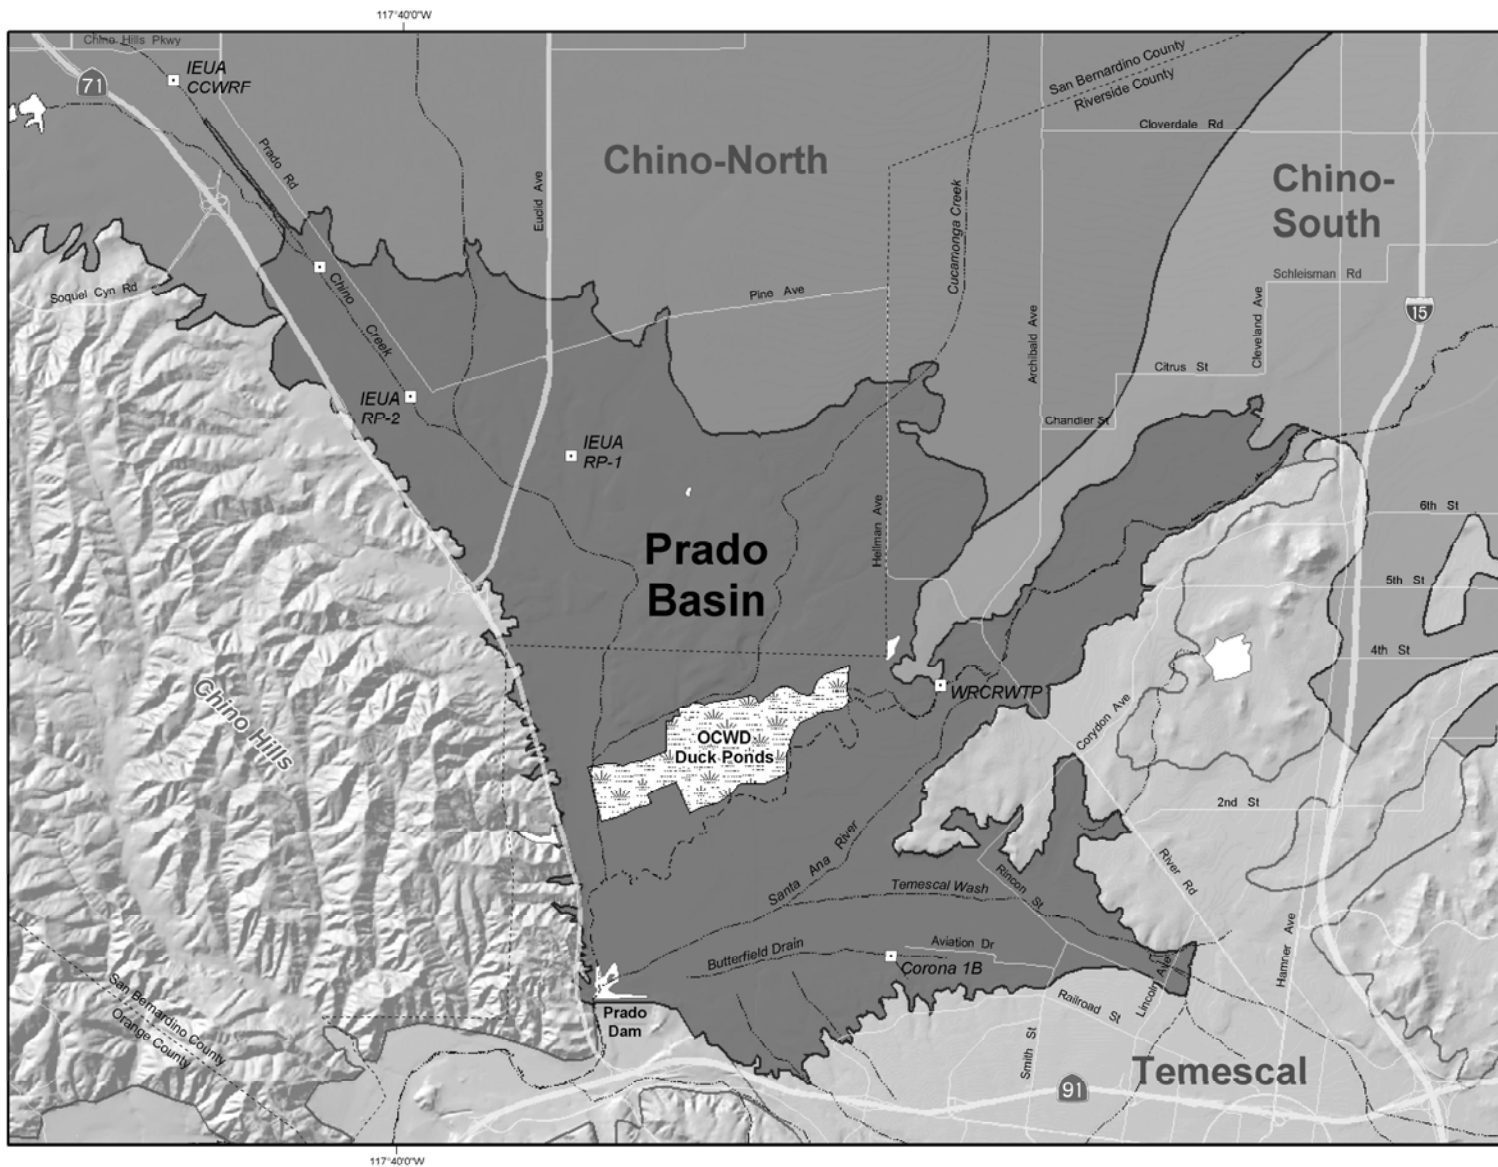 117°40'0"W
Chino Hills Pkwy
71
IEUA
CCWRF
San Bernardino County
Riverside County
Cloverdale Rd
Prado Rd
Chino-North
Chino-
South
Euclid Ave
Cucamonga Creek
Soquel Cyn Rd
Chino
Creek
Pine Ave
Schleisman Rd
Cleveland Ave
15
Archibald Ave
Citrus St
IEUA
RP-2
Chandler St
IEUA
RP-1
Hellman Ave
6th St
Prado
Basin
5th St
4th St
Chino Hills
WRCRWTP
Corydon Ave
OCWD
Duck Ponds
2nd St
Santa Ana River
River Rd
Rincon St
Temescal Wash
Butterfield Drain
Aviation Dr
Corona 1B
Lincoln Ave
Hamner Ave
San Bernardino County
Orange County
Prado
Dam
Railroad St
Smith St
Temescal
91
117°40'0"W